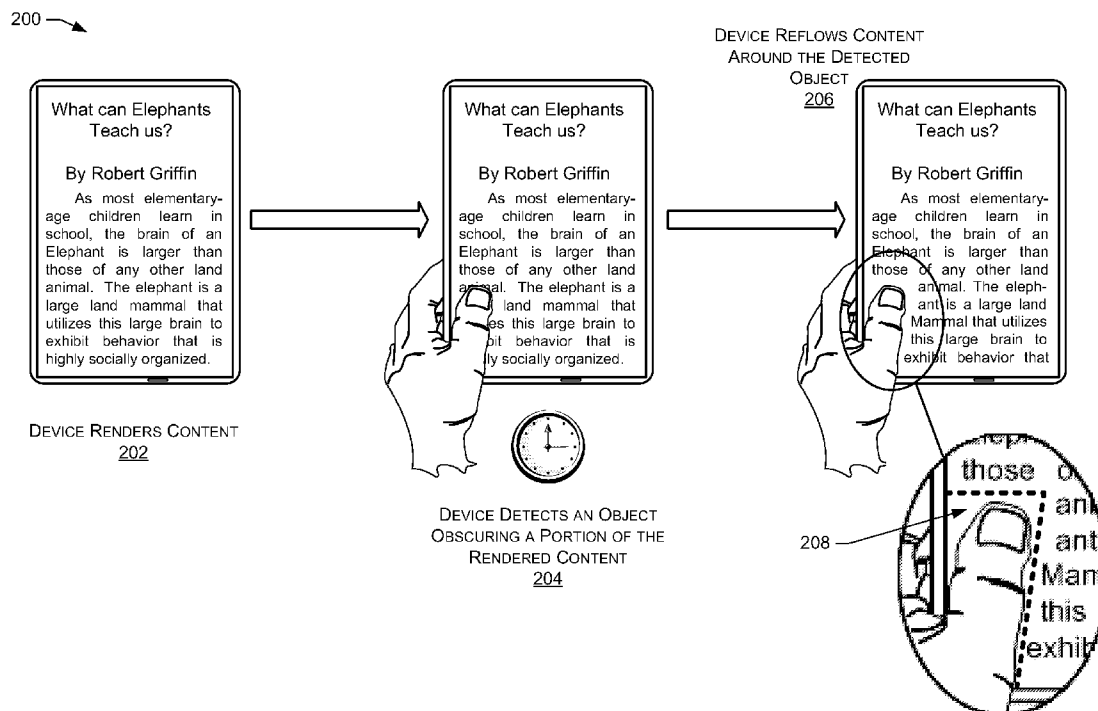 200
DEVICE REFLOWS CONTENT
AROUND THE DETECTED
OBJECT
206
What can Elephants
Teach us?
By Robert Griffin
As most elementary-
age children learn in
school, the brain of an
Elephant is larger than
those of any other land
animal. The elephant is a
large land mammal that
utilizes this large brain to
exhibit behavior that is
highly socially organized.
DEVICE RENDERS CONTENT
202
What can Elephants
Teach us?
By Robert Griffin
As most elementary-
age children learn in
school, the brain of an
Elephant is larger than
those of any other land
animal. The elephant is a
land mammal that
es this large brain to
bit behavior that is
ly socially organized.
DEVICE DETECTS AN OBJECT
OBSCURING A PORTION OF THE
RENDERED CONTENT
204
What can Elephants
Teach us?
By Robert Griffin
As most elementary-
age children learn in
school, the brain of an
Elephant is larger than
those of any other land
animal. The eleph-
ant is a large land
Mammal that utilizes
this large brain to
exhibit behavior that
208
those
ant
this
exhib